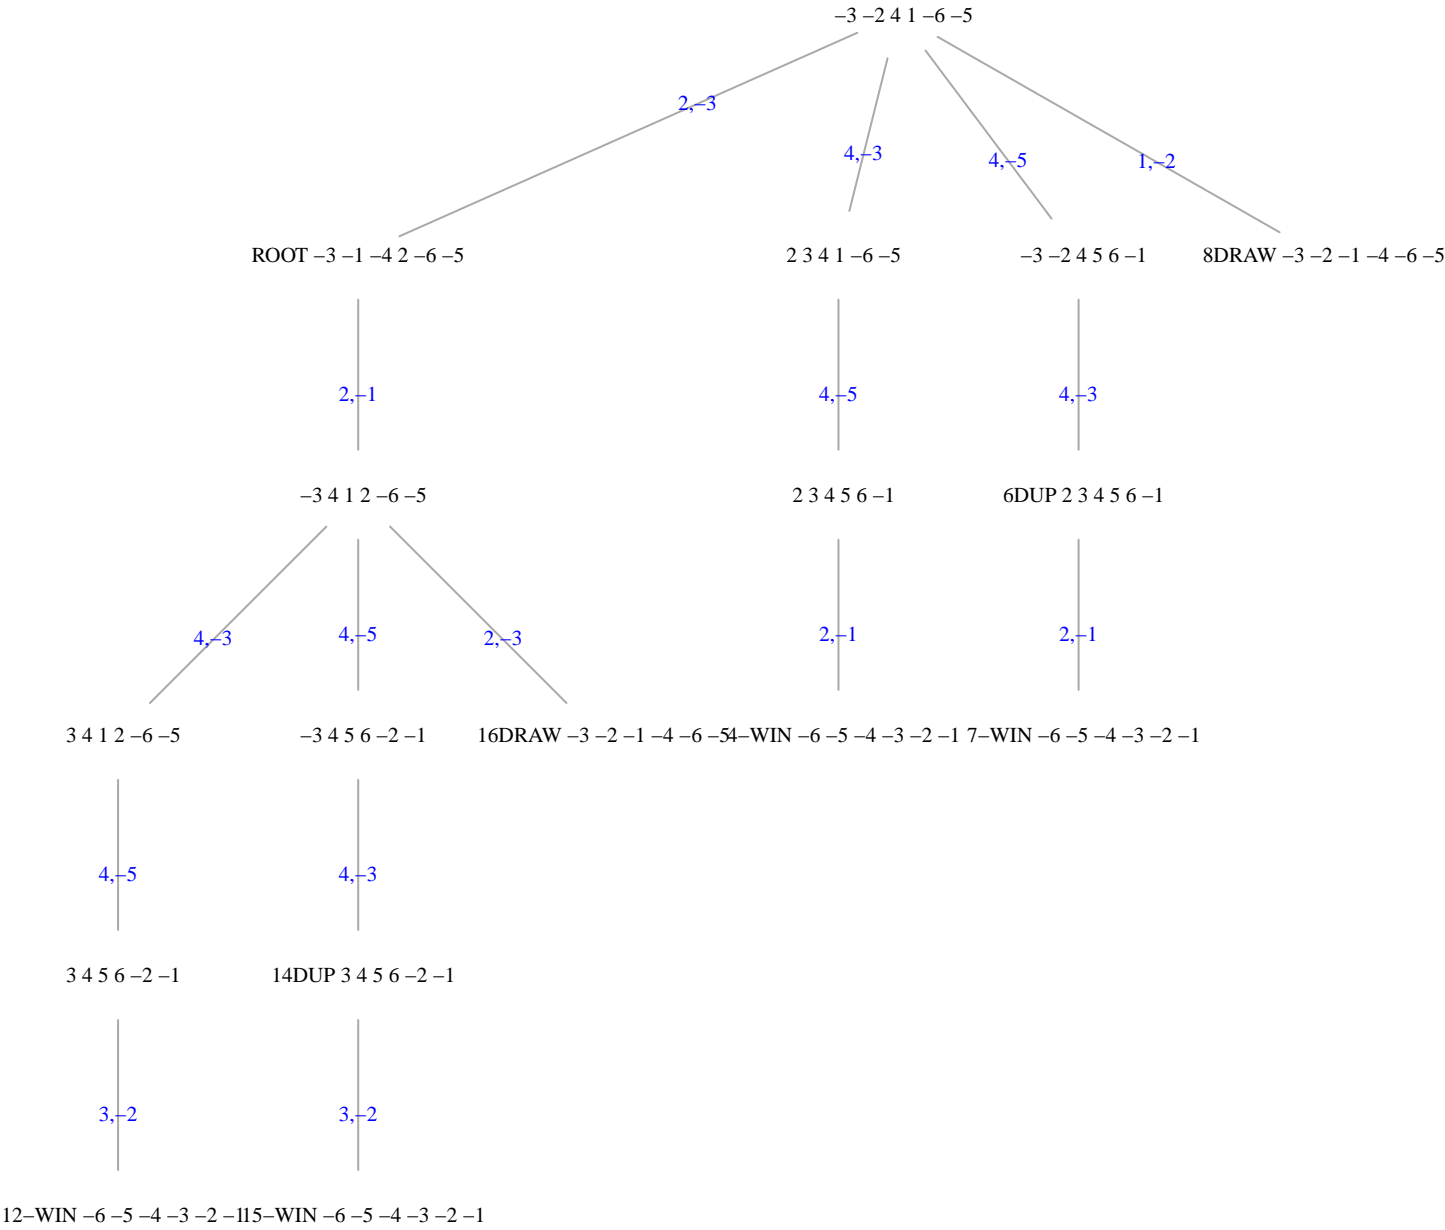 –3 –2 4 1 –6 –5
2,–3
4,–3
4,–5
1,–2
ROOT –3 –1 –4 2 –6 –5
2 3 4 1 –6 –5
–3 –2 4 5 6 –1
8DRAW –3 –2 –1 –4 –6 –5
2,–1
4,–5
4,–3
–3 4 1 2 –6 –5
2 3 4 5 6 –1
6DUP 2 3 4 5 6 –1
4,–3
4,–5
2,–3
2,–1
2,–1
3 4 1 2 –6 –5
–3 4 5 6 –2 –1
16DRAW –3 –2 –1 –4 –6 –5
4–WIN –6 –5 –4 –3 –2 –1
7–WIN –6 –5 –4 –3 –2 –1
4,–5
4,–3
3 4 5 6 –2 –1
14DUP 3 4 5 6 –2 –1
3,–2
3,–2
12–WIN –6 –5 –4 –3 –2 –1
15–WIN –6 –5 –4 –3 –2 –1